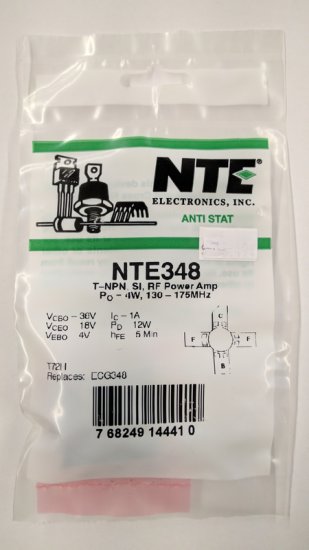 NTE
ELECTRONICS, INC.
ANTI STAT
NTE348
T-NPN, SI, RF Power Amp
PO - 4W, 130 - 175MHz
VCBO - 36V IC - 1A
VCEO 18V PD 12W
VEBO 4V hFE 5 Min
C
E E
B
T72H
Replaces: ECG348
7 68249 14441 0